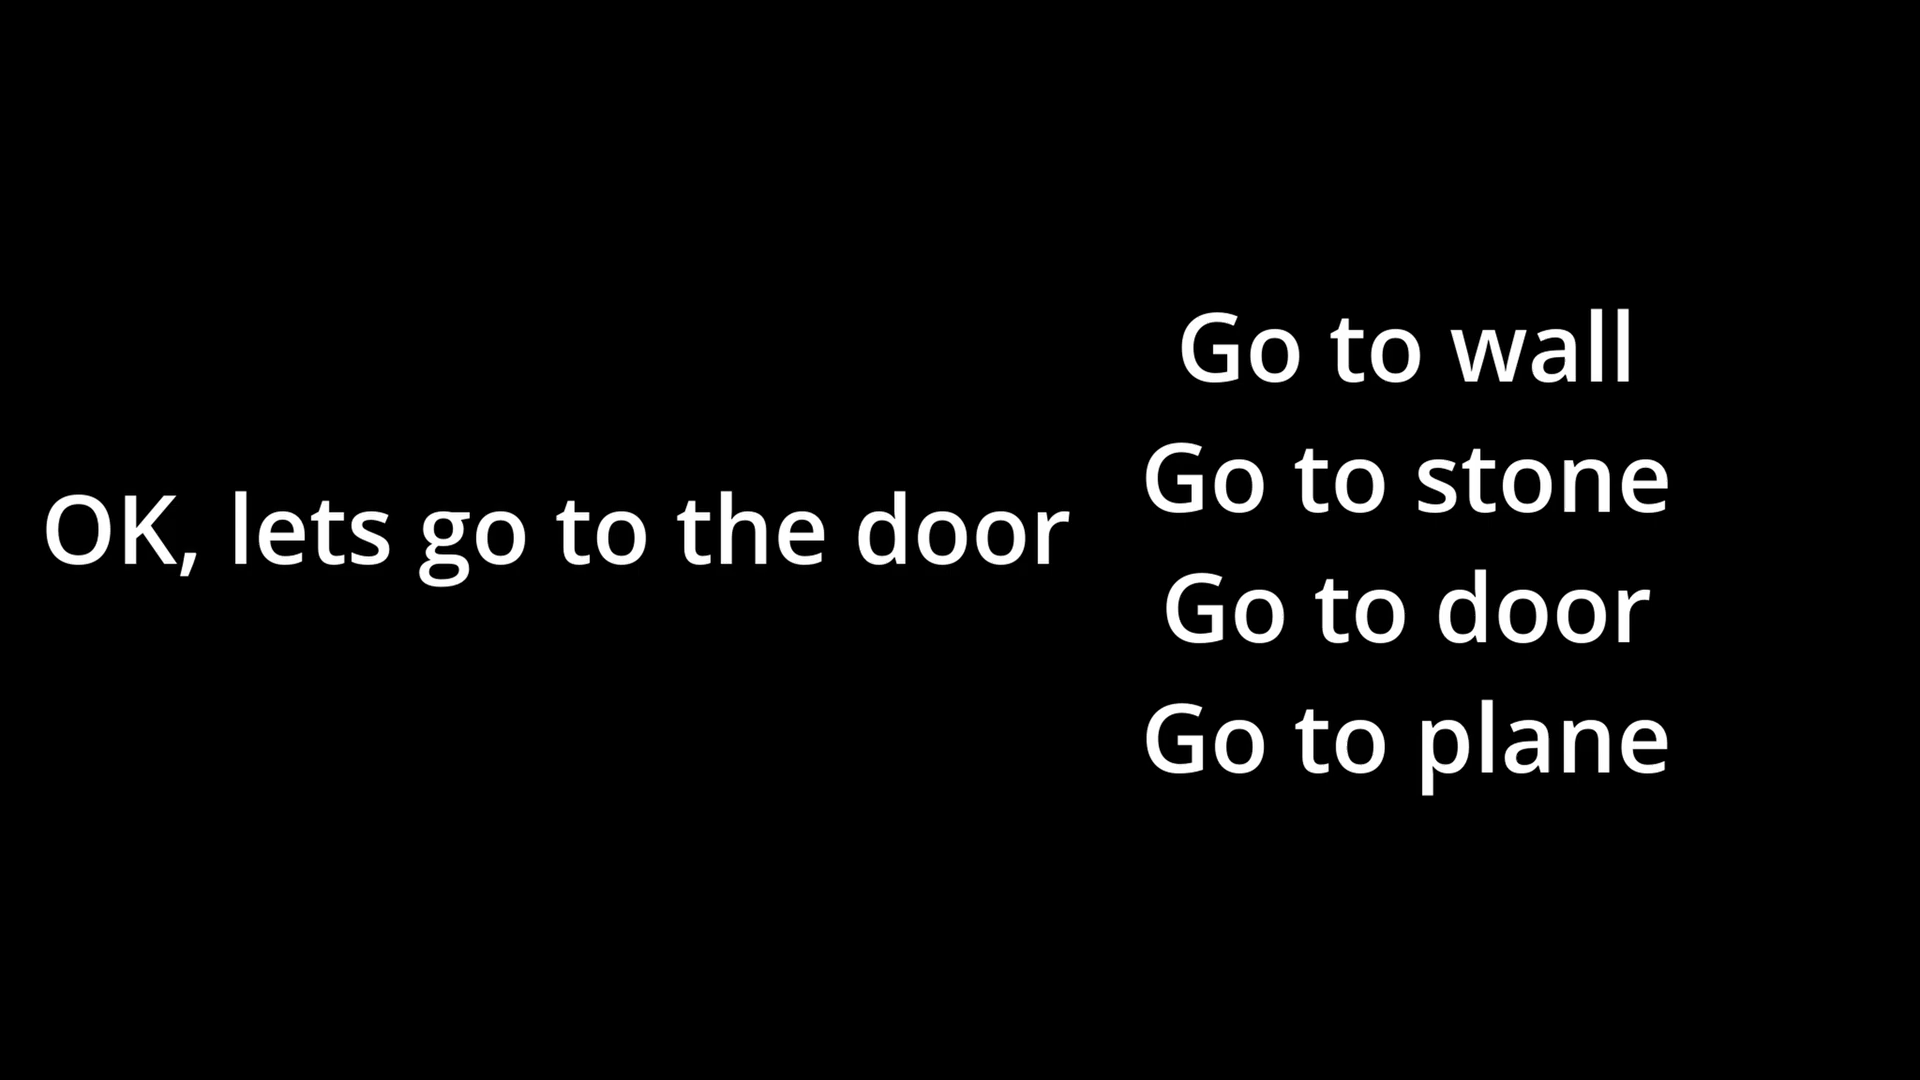 OK, lets go to the door
Go to wall
Go to stone
Go to door
Go to plane